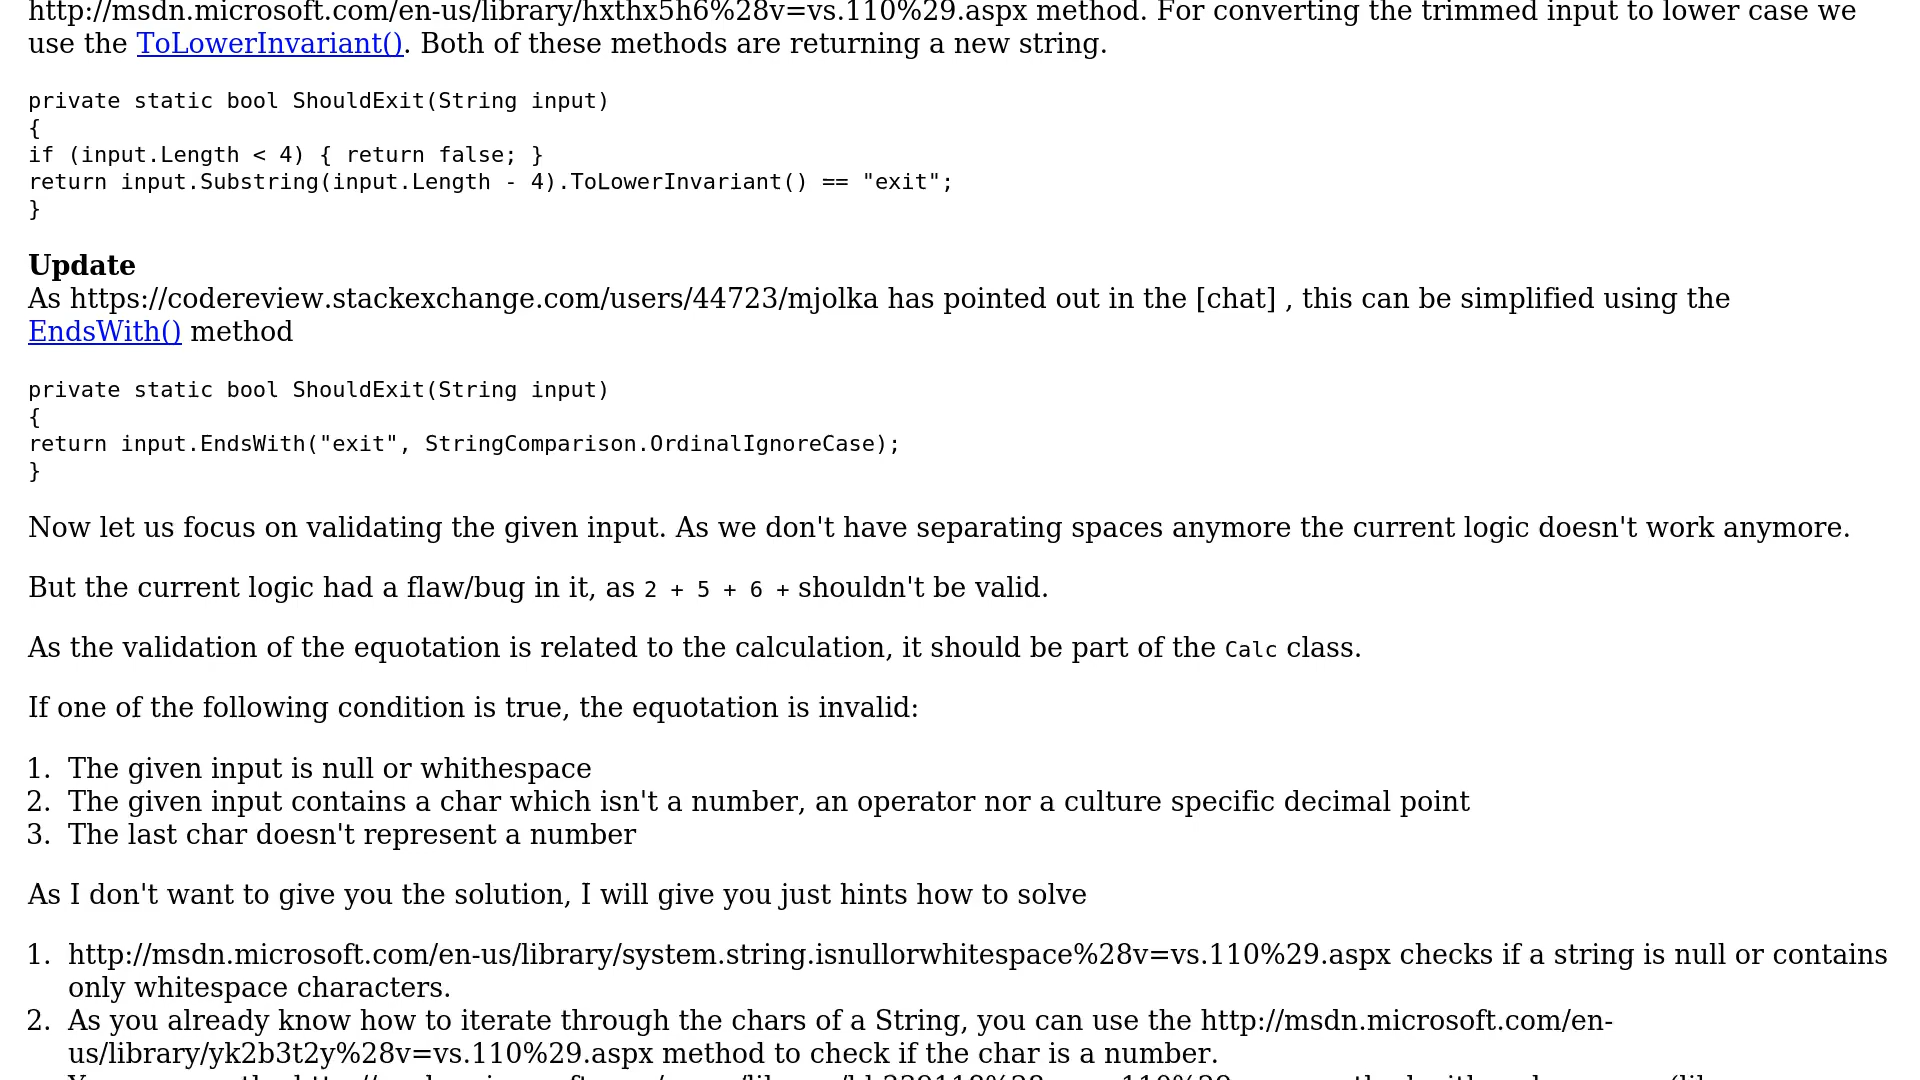 http://msdn.microsoft.com/en-us/library/hxthx5h6%28v=vs.110%29.aspx method. For converting the trimmed input to lower case we
use the ToLowerInvariant(). Both of these methods are returning a new string.
private static bool ShouldExit(String input)
{
if (input.Length < 4) { return false; }
return input.Substring(input.Length - 4).ToLowerInvariant() == "exit";
}
Update
As https://codereview.stackexchange.com/users/44723/mjolka has pointed out in the [chat] , this can be simplified using the
EndsWith() method
private static bool ShouldExit(String input)
{
return input.EndsWith("exit", StringComparison.OrdinalIgnoreCase);
}
Now let us focus on validating the given input. As we don't have separating spaces anymore the current logic doesn't work anymore.
But the current logic had a flaw/bug in it, as 2 + 5 + 6 + shouldn't be valid.
As the validation of the equotation is related to the calculation, it should be part of the Calc class.
If one of the following condition is true, the equotation is invalid:
1. The given input is null or whithespace
2. The given input contains a char which isn't a number, an operator nor a culture specific decimal point
3. The last char doesn't represent a number
As I don't want to give you the solution, I will give you just hints how to solve
1. http://msdn.microsoft.com/en-us/library/system.string.isnullorwhitespace%28v=vs.110%29.aspx checks if a string is null or contains
only whitespace characters.
2. As you already know how to iterate through the chars of a String, you can use the http://msdn.microsoft.com/en-
us/library/yk2b3t2y%28v=vs.110%29.aspx method to check if the char is a number.